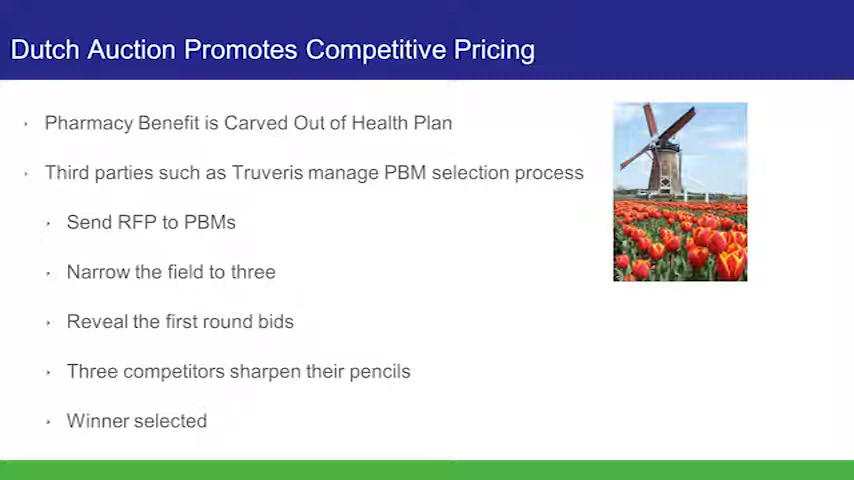 Dutch Auction Promotes Competitive Pricing
Pharmacy Benefit is Carved Out of Health Plan
Third parties such as Truveris manage PBM selection process
Send RFP to PBMs
Narrow the field to three
Reveal the first round bids
Three competitors sharpen their pencils
Winner selected